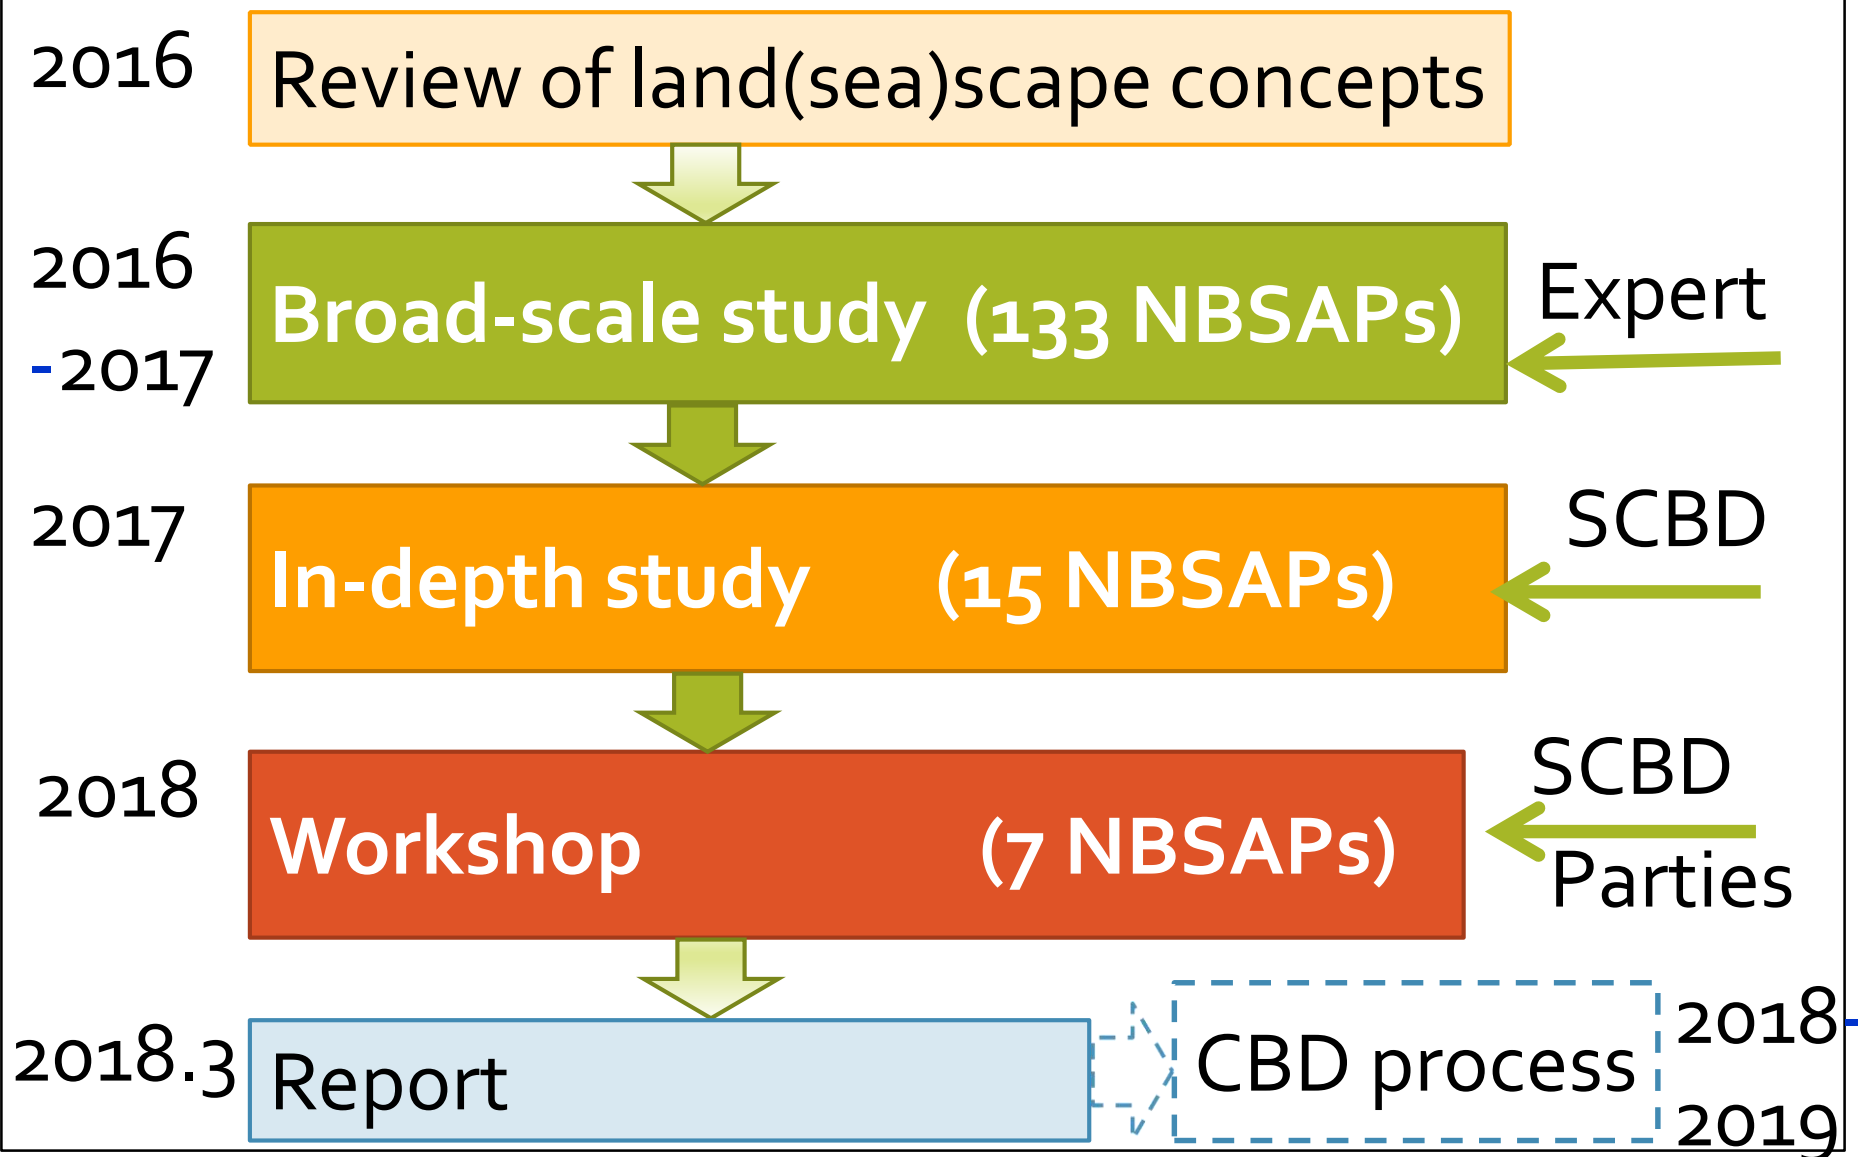 2016
Review of land(sea)scape concepts
2016
-2017
Broad-scale study (133 NBSAPs)
Expert
2017
In-depth study (15 NBSAPs)
SCBD
2018
Workshop (7 NBSAPs)
SCBD
Parties
2018.3
Report
CBD process
2018-
2019